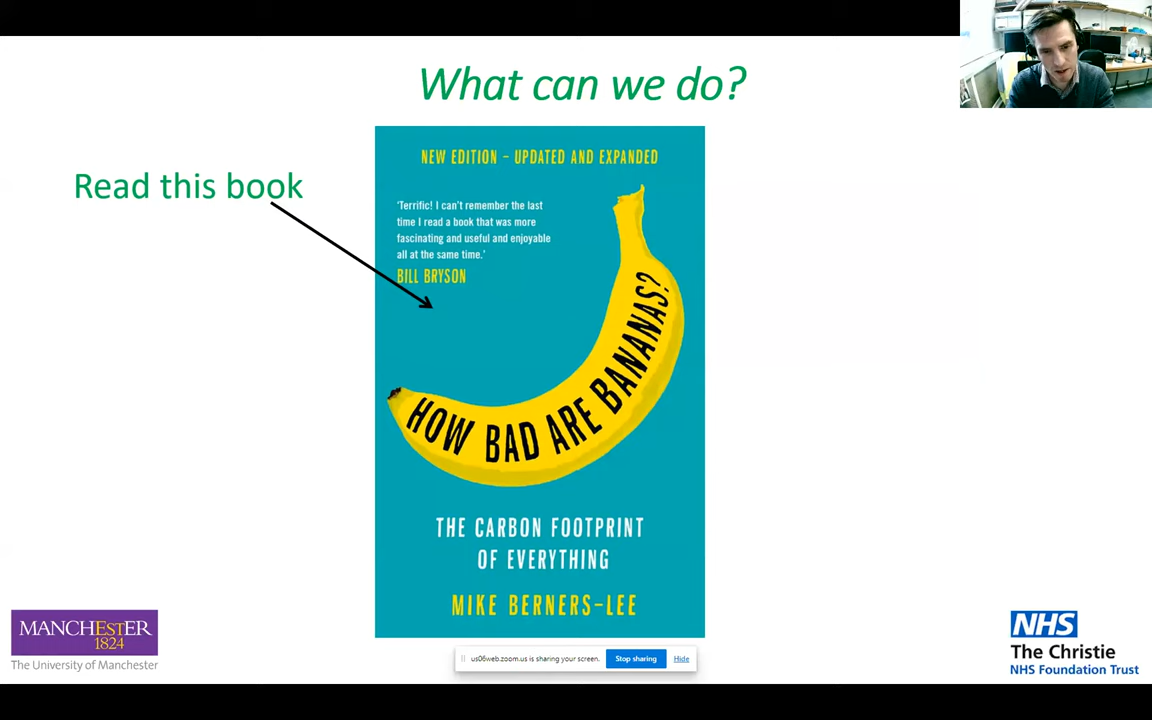 What can we do?
Read this book
NEW EDITION – UPDATED AND EXPANDED
‘Terrific! I can’t remember the last
time I read a book that was more
fascinating and useful and enjoyable
all at the same time.’
BILL BRYSON
HOW BAD ARE BANANAS?
THE CARBON FOOTPRINT
OF EVERYTHING
MIKE BERNERS-LEE
MANCHESTER
1824
The University of Manchester
us06web.zoom.us is sharing your screen. Stop sharing Hide
NHS
The Christie
NHS Foundation Trust